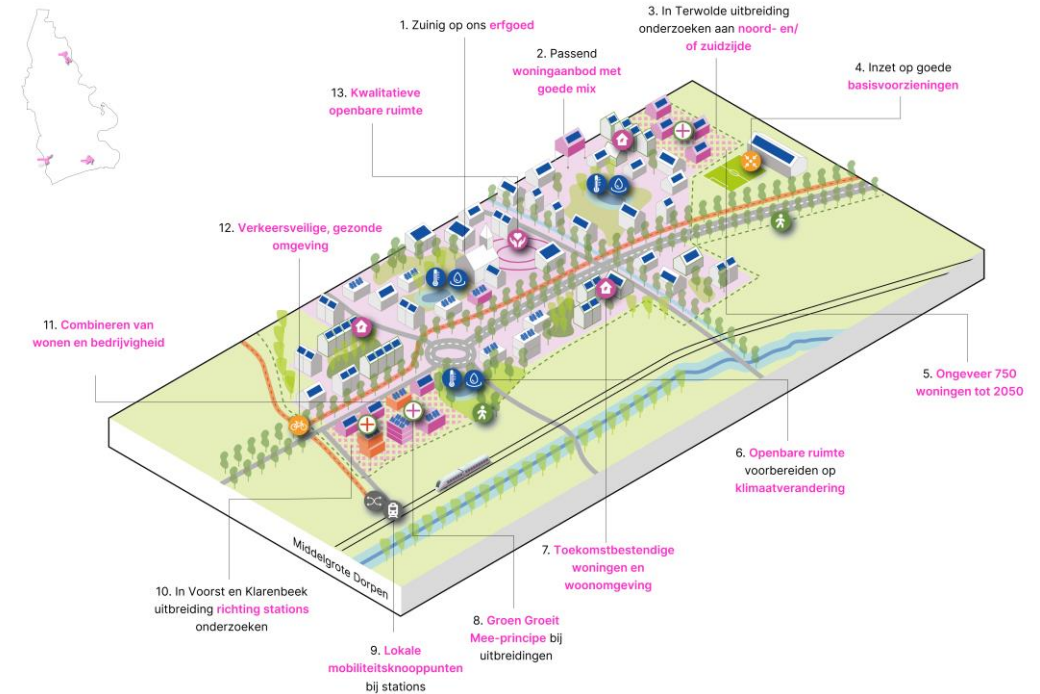 1. Zuinig op ons erfgoed
2. Passend
woningaanbod met
goede mix
3. In Terwolde uitbreiding
onderzoeken aan noord- en/
of zuidzijde
4. Inzet op goede
basisvoorzieningen
5. Ongeveer 750
woningen tot 2050
6. Openbare ruimte
voorbereiden op
klimaatverandering
7. Toekomstbestendige
woningen en
woonomgeving
8. Groen Groeit
Mee-principe bij
uitbreidingen
9. Lokale
mobiliteitsknooppunten
bij stations
10. In Voorst en Klarenbeek
uitbreiding richting stations
onderzoeken
11. Combineren van
wonen en bedrijvigheid
12. Verkeersveilige, gezonde
omgeving
13. Kwalitatieve
openbare ruimte
Middelgrote Dorpen